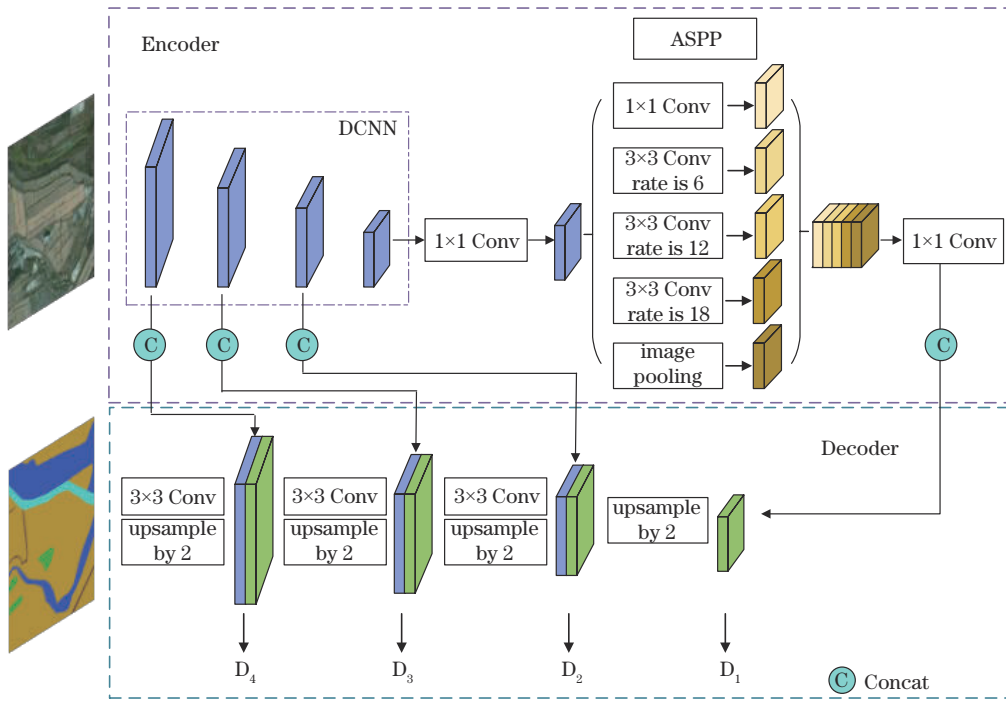 Encoder
ASPP
DCNN
1×1 Conv
3×3 Conv
rate is 6
1×1 Conv
3×3 Conv
rate is 12
1×1 Conv
3×3 Conv
rate is 18
image
pooling
C
C
C
C
Decoder
3×3 Conv
upsample
by 2
3×3 Conv
upsample
by 2
3×3 Conv
upsample
by 2
upsample
by 2
D₄
D₃
D₂
D₁
C Concat